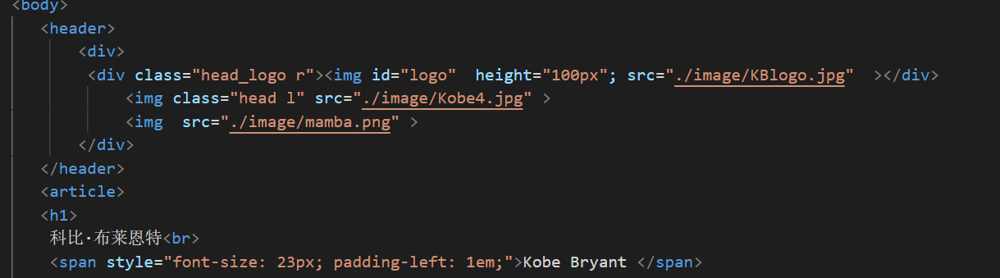 <body>
<header>
<div>
<div class="head_logo r"><img id="logo"  height="100px"; src="./image/KBlogo.jpg"  ></div>
<img class="head l" src="./image/Kobe4.jpg" >
<img  src="./image/mamba.png" >
</div>
</header>
<article>
<h1>
科比·布莱恩特<br>
<span style="font-size: 23px; padding-left: 1em;">Kobe Bryant </span>